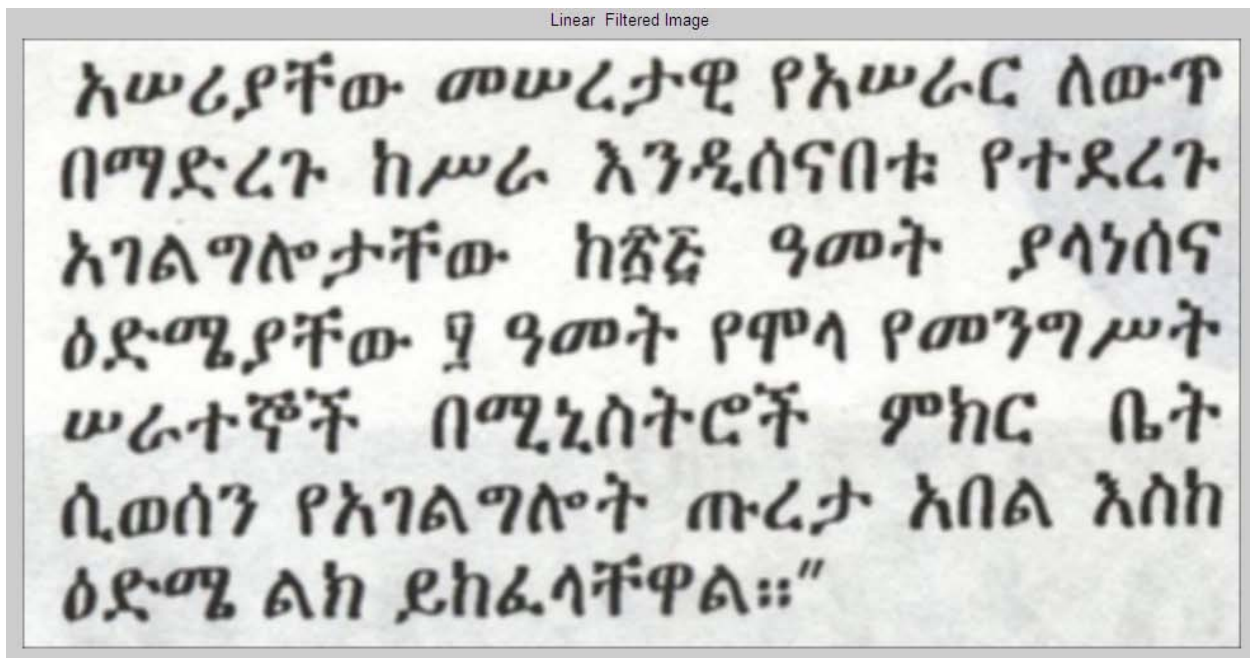 Linear Filtered Image
አሠሪያቸው መሠረታዊ የአሠራር ለውጥ
በማድረጉ ከሥራ እንዲሰናበቱ የተደረጉ
አገልግሎታቸው ከ፳፭ ዓመት ያላነሰና
ዕድሜያቸው ፶ ዓመት የሞላ የመንግሥት
ሠራተኞች በሚኒስትሮች ምክር ቤት
ሲወሰን የአገልግሎት ጡረታ አበል እስከ
ዕድሜ ልክ ይከፈላቸዋል።”